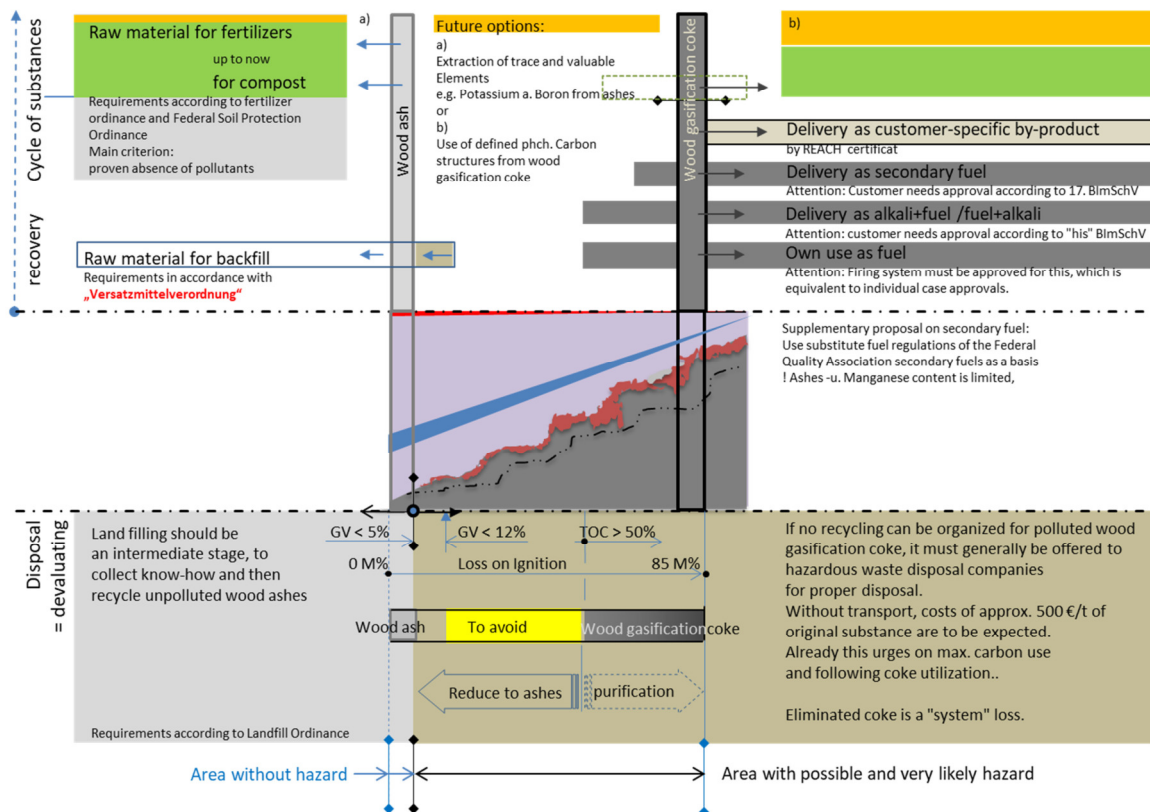 Cycle of substances
recovery
Disposal
= devaluating
a)
Raw material for fertilizers
up to now
for compost
Requirements according to fertilizer
ordinance and Federal Soil Protection
Ordinance
Main criterion:
proven absence of pollutants
Raw material for backfill
Requirements in accordance with
„Versatzmittelverordnung“
Wood ash
Future options:
a)
Extraction of trace and valuable
Elements
e.g. Potassium a. Boron from ashes
or
b)
Use of defined phch. Carbon
structures from wood
gasification coke
Wood gasification coke
b)
Delivery as customer-specific by-product
by REACH certificat
Delivery as secondary fuel
Attention: Customer needs approval according to 17. BImSchV
Delivery as alkali+fuel /fuel+alkali
Attention: customer needs approval according to "his" BImSchV
Own use as fuel
Attention: Firing system must be approved for this, which is
equivalent to individual case approvals.
Supplementary proposal on secondary fuel:
Use substitute fuel regulations of the Federal
Quality Association secondary fuels as a basis
! Ashes -u. Manganese content is limited,
Land filling should be
an intermediate stage, to
collect know-how and then
recycle unpolluted wood ashes
Requirements according to Landfill Ordinance
GV < 5%
GV < 12%
TOC > 50%
0 M%
Loss on Ignition
85 M%
Wood ash
To avoid
Wood gasification coke
Reduce to ashes
purification
If no recycling can be organized for polluted wood
gasification coke, it must generally be offered to
hazardous waste disposal companies
for proper disposal.
Without transport, costs of approx. 500 €/t of
original substance are to be expected.
Already this urges on max. carbon use
and following coke utilization..
Eliminated coke is a "system" loss.
Area without hazard
Area with possible and very likely hazard